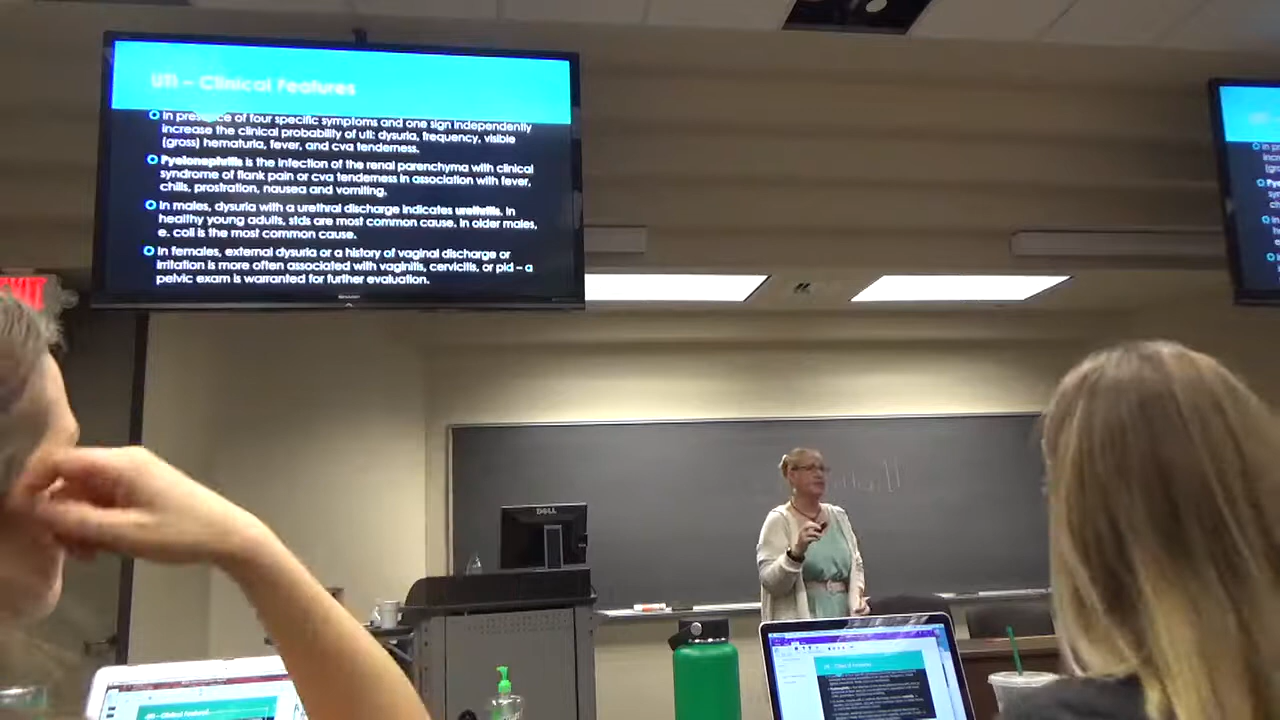 UTI – Clinical Features
In presence of four specific symptoms and one sign independently
increase the clinical probability of uti: dysuria, frequency, visible
(gross) hematuria, fever, and cva tenderness.
Pyelonephritis is the infection of the renal parenchyma with clinical
syndrome of flank pain or cva tenderness in association with fever,
chills, prostration, nausea and vomiting.
In males, dysuria with a urethral discharge indicates urethritis. In
healthy young adults, stds are most common cause. In older males,
e. coli is the most common cause.
In females, external dysuria or a history of vaginal discharge or
irritation is more often associated with vaginitis, cervicitis, or pid – a
pelvic exam is warranted for further evaluation.
SHARP
DELL
UTI – Clinical Features